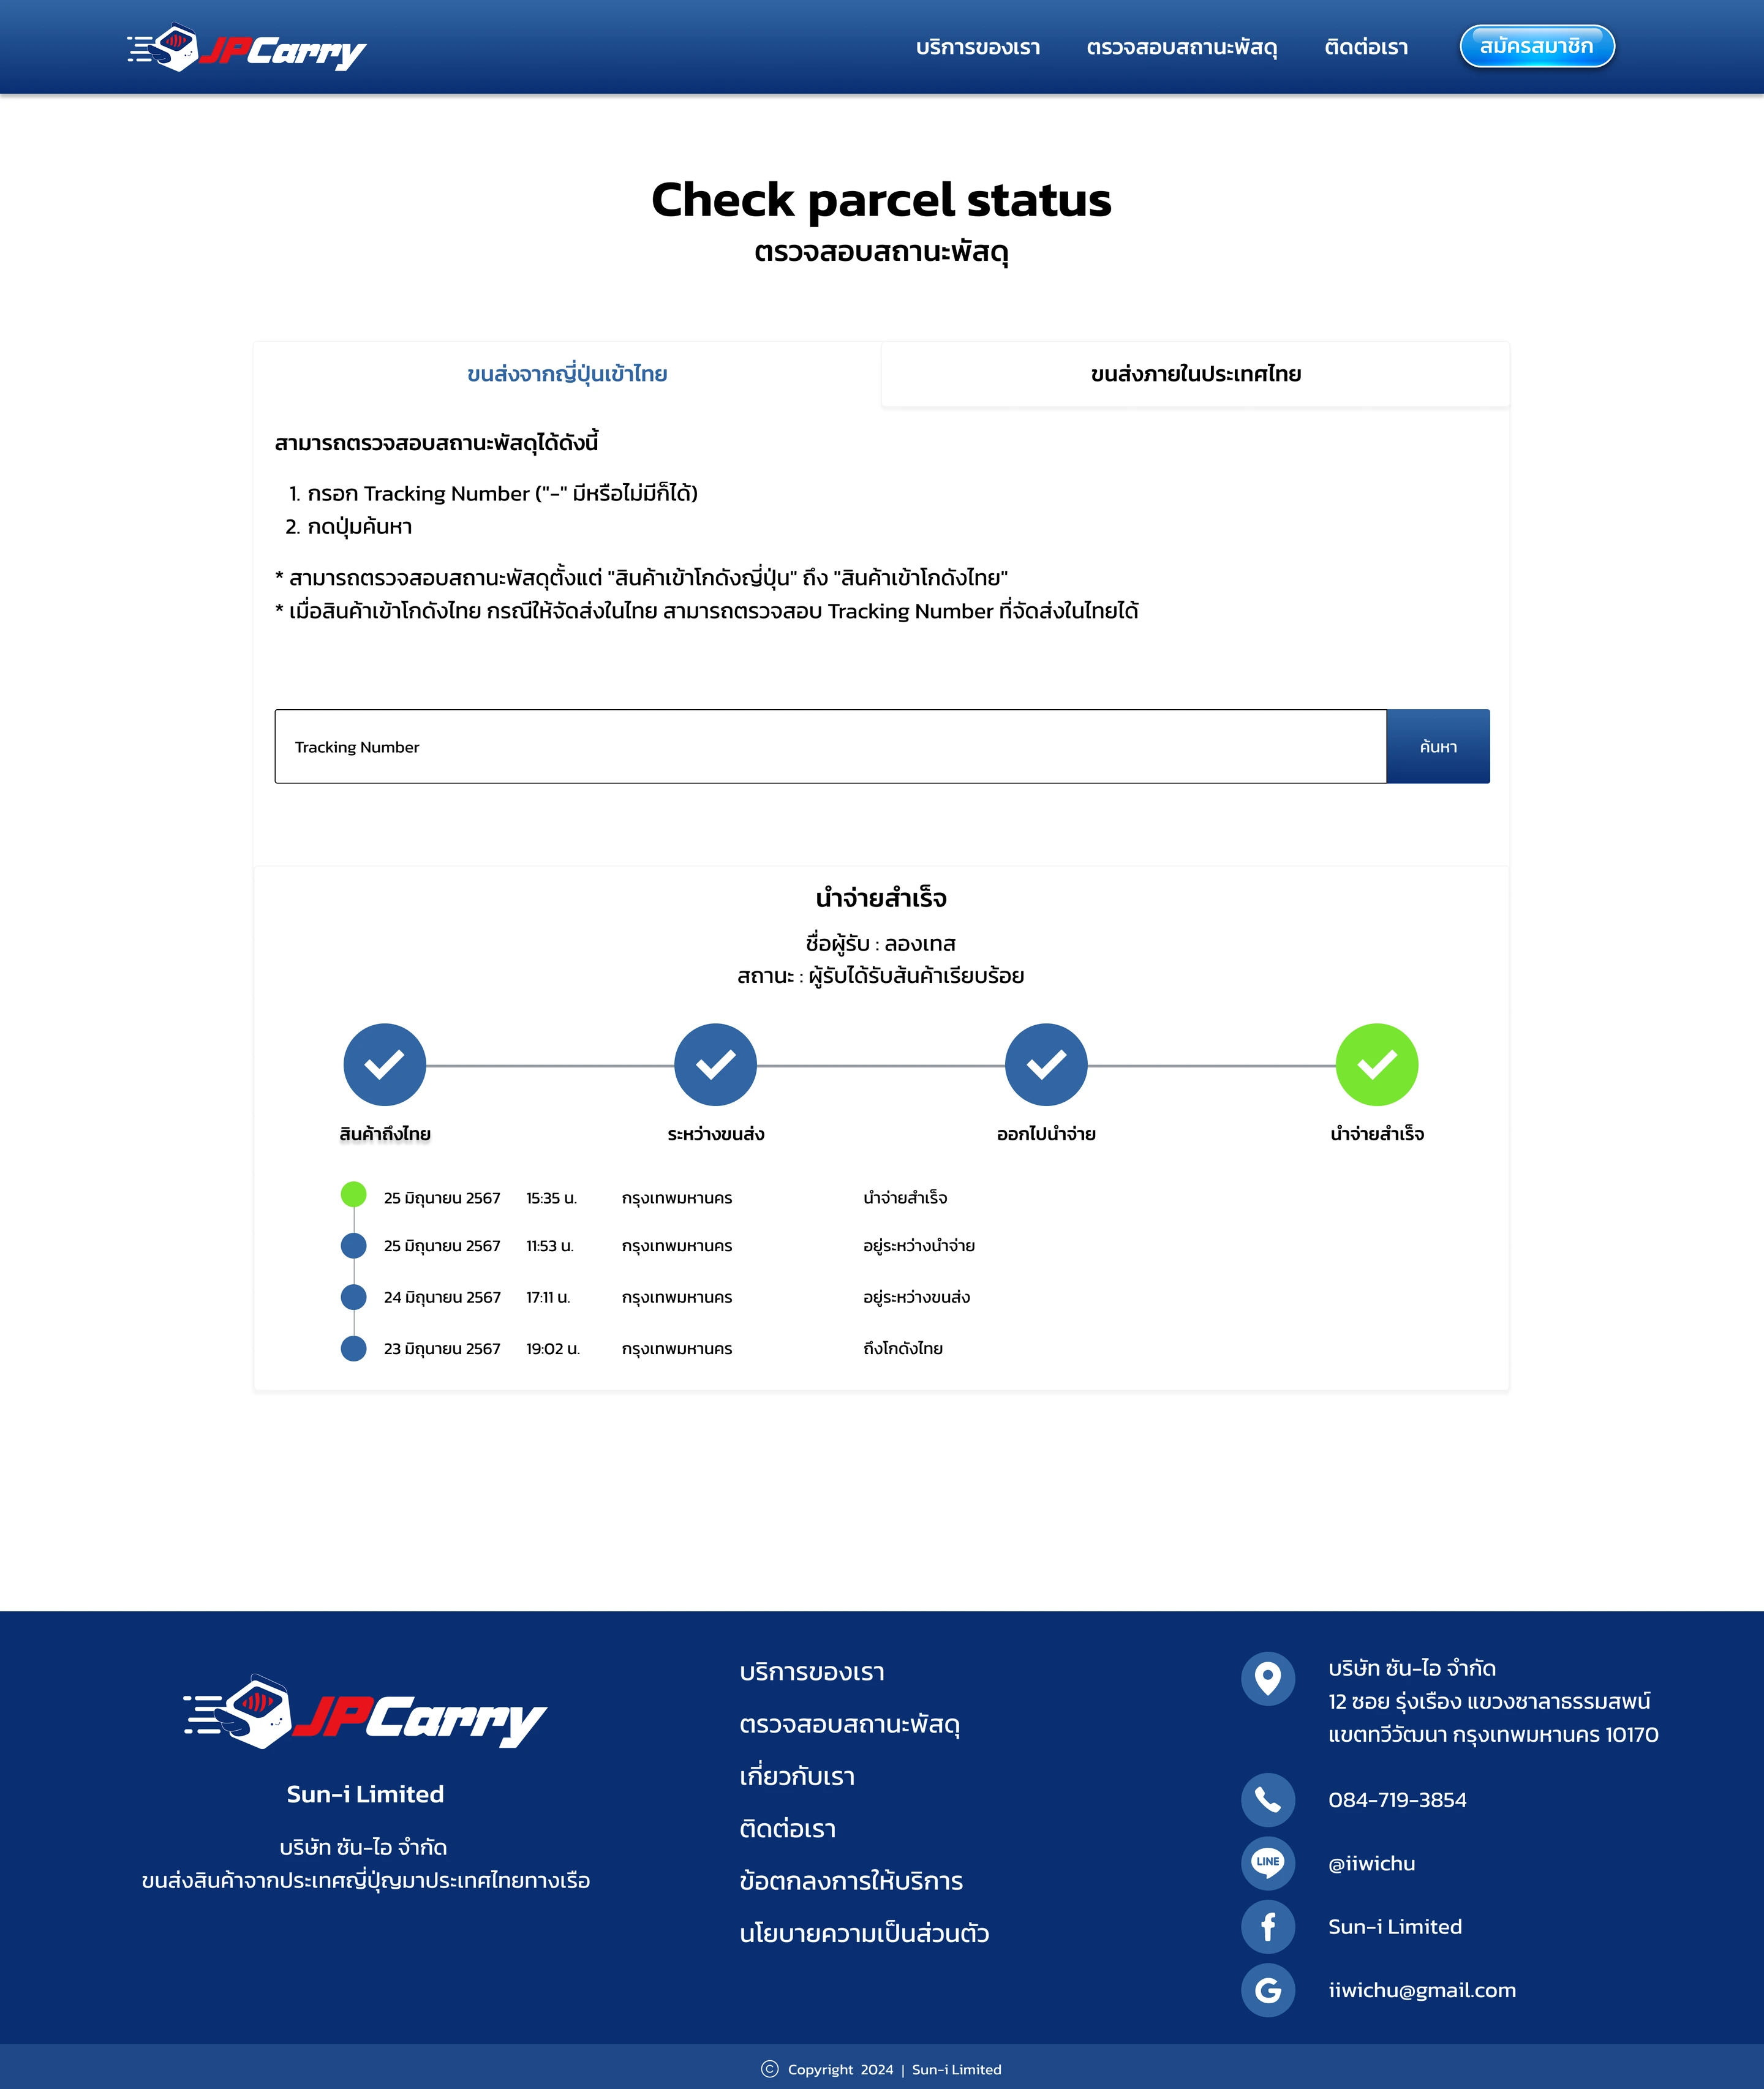 JPCarry
บริการของเรา ตรวจสอบสถานะพัสดุ ติดต่อเรา สมัครสมาชิก
Check parcel status
ตรวจสอบสถานะพัสดุ
ขนส่งจากญี่ปุ่นเข้าไทย ขนส่งภายในประเทศไทย
สามารถตรวจสอบสถานะพัสดุได้ดังนี้
1. กรอก Tracking Number ("-" มีหรือไม่มีก็ได้)
2. กดปุ่มค้นหา
* สามารถตรวจสอบสถานะพัสดุตั้งแต่ "สินค้าเข้าโกดังญี่ปุ่น" ถึง "สินค้าเข้าโกดังไทย"
* เมื่อสินค้าเข้าโกดังไทย กรณีให้จัดส่งในไทย สามารถตรวจสอบ Tracking Number ที่จัดส่งในไทยได้
Tracking Number ค้นหา
นำจ่ายสำเร็จ
ชื่อผู้รับ : ลองเทส
สถานะ : ผู้รับได้รับส้นค้าเรียบร้อย
สินค้าถึงไทย ระหว่างขนส่ง ออกไปนำจ่าย นำจ่ายสำเร็จ
25 มิถุนายน 2567 15:35 น. กรุงเทพมหานคร นำจ่ายสำเร็จ
25 มิถุนายน 2567 11:53 น. กรุงเทพมหานคร อยู่ระหว่างนำจ่าย
24 มิถุนายน 2567 17:11 น. กรุงเทพมหานคร อยู่ระหว่างขนส่ง
23 มิถุนายน 2567 19:02 น. กรุงเทพมหานคร ถึงโกดังไทย
JPCarry
Sun-i Limited
บริษัท ซัน-ไอ จำกัด
ขนส่งสินค้าจากประเทศญี่ปุ่ญมาประเทศไทยทางเรือ
บริการของเรา
ตรวจสอบสถานะพัสดุ
เกี่ยวกับเรา
ติดต่อเรา
ข้อตกลงการให้บริการ
นโยบายความเป็นส่วนตัว
บริษัท ซัน-ไอ จำกัด
12 ซอย รุ่งเรือง แขวงซาลาธรรมสพน์
แขตทวีวัฒนา กรุงเทพมหานคร 10170
084-719-3854
LINE @iiwichu
Sun-i Limited
iiwichu@gmail.com
© Copyright 2024 | Sun-i Limited